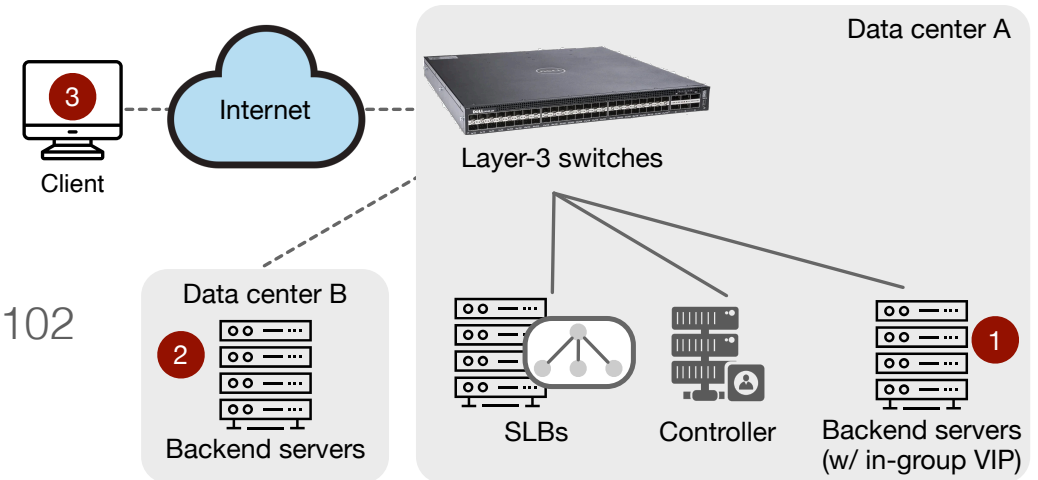 Data center A
3
Internet
Client
Layer-3 switches
102
Data center B
2
Backend servers
SLBs
Controller
1
Backend servers
(w/ in-group VIP)